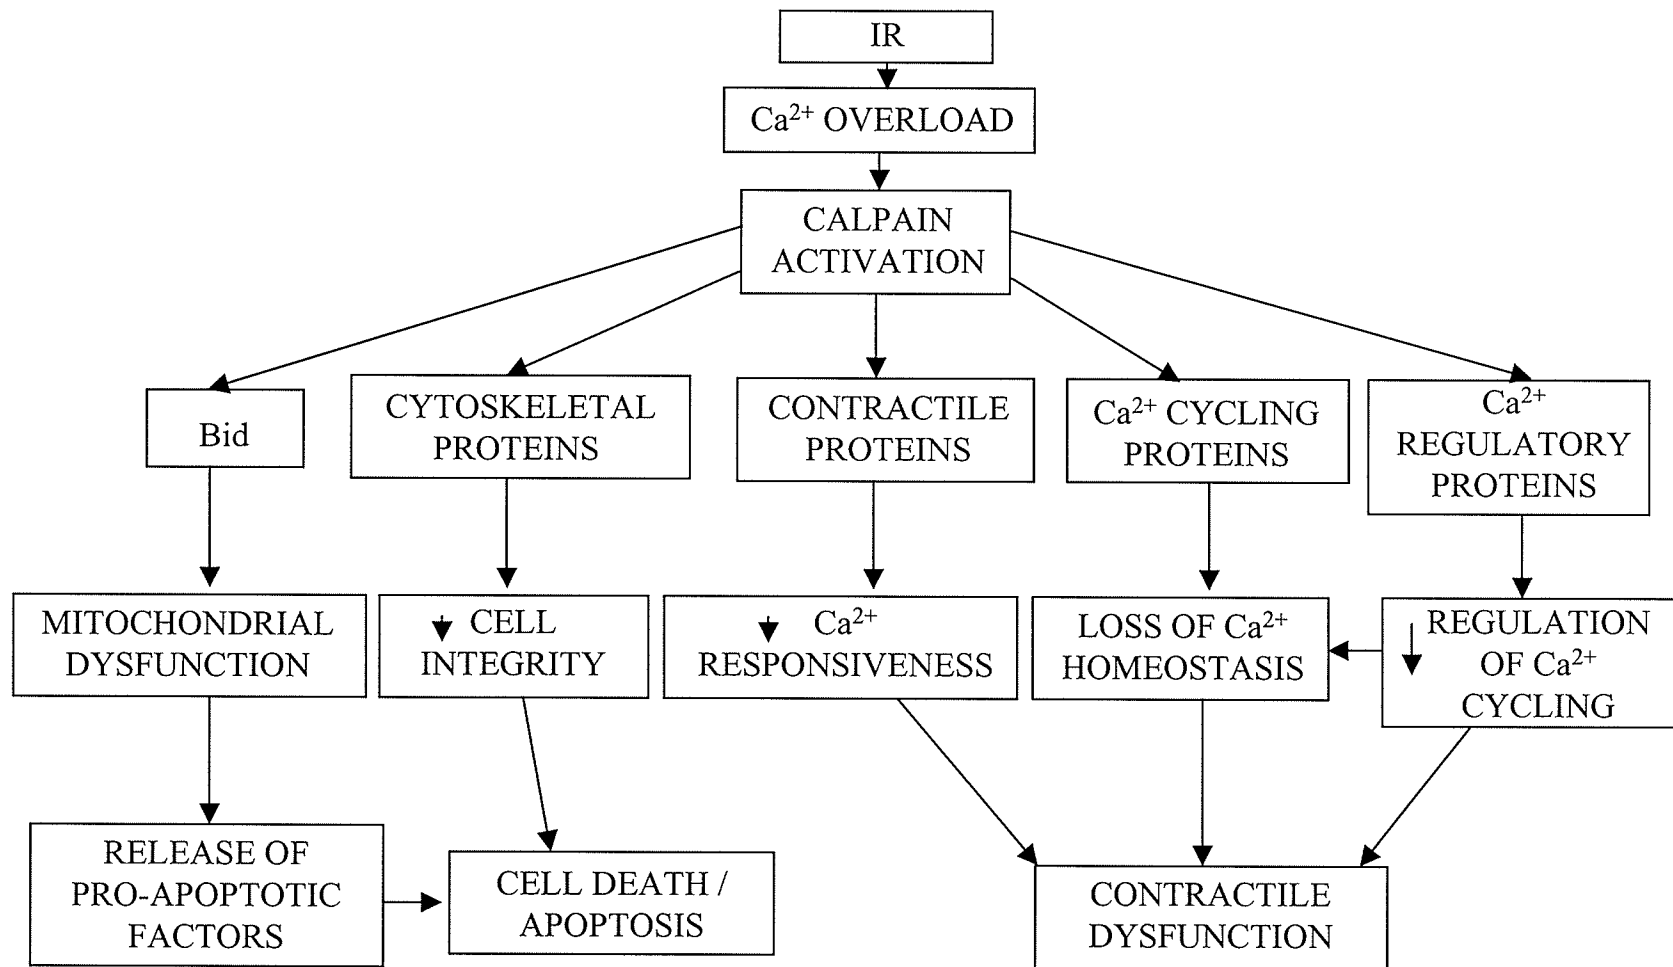 IR
Ca²⁺ OVERLOAD
CALPAIN
ACTIVATION
Bid
CYTOSKELETAL
PROTEINS
CONTRACTILE
PROTEINS
Ca²⁺ CYCLING
PROTEINS
Ca²⁺
REGULATORY
PROTEINS
MITOCHONDRIAL
DYSFUNCTION
CELL
INTEGRITY
Ca²⁺
RESPONSIVENESS
LOSS OF Ca²⁺
HOMEOSTASIS
REGULATION
OF Ca²⁺
CYCLING
RELEASE OF
PRO-APOPTOTIC
FACTORS
CELL DEATH /
APOPTOSIS
CONTRACTILE
DYSFUNCTION